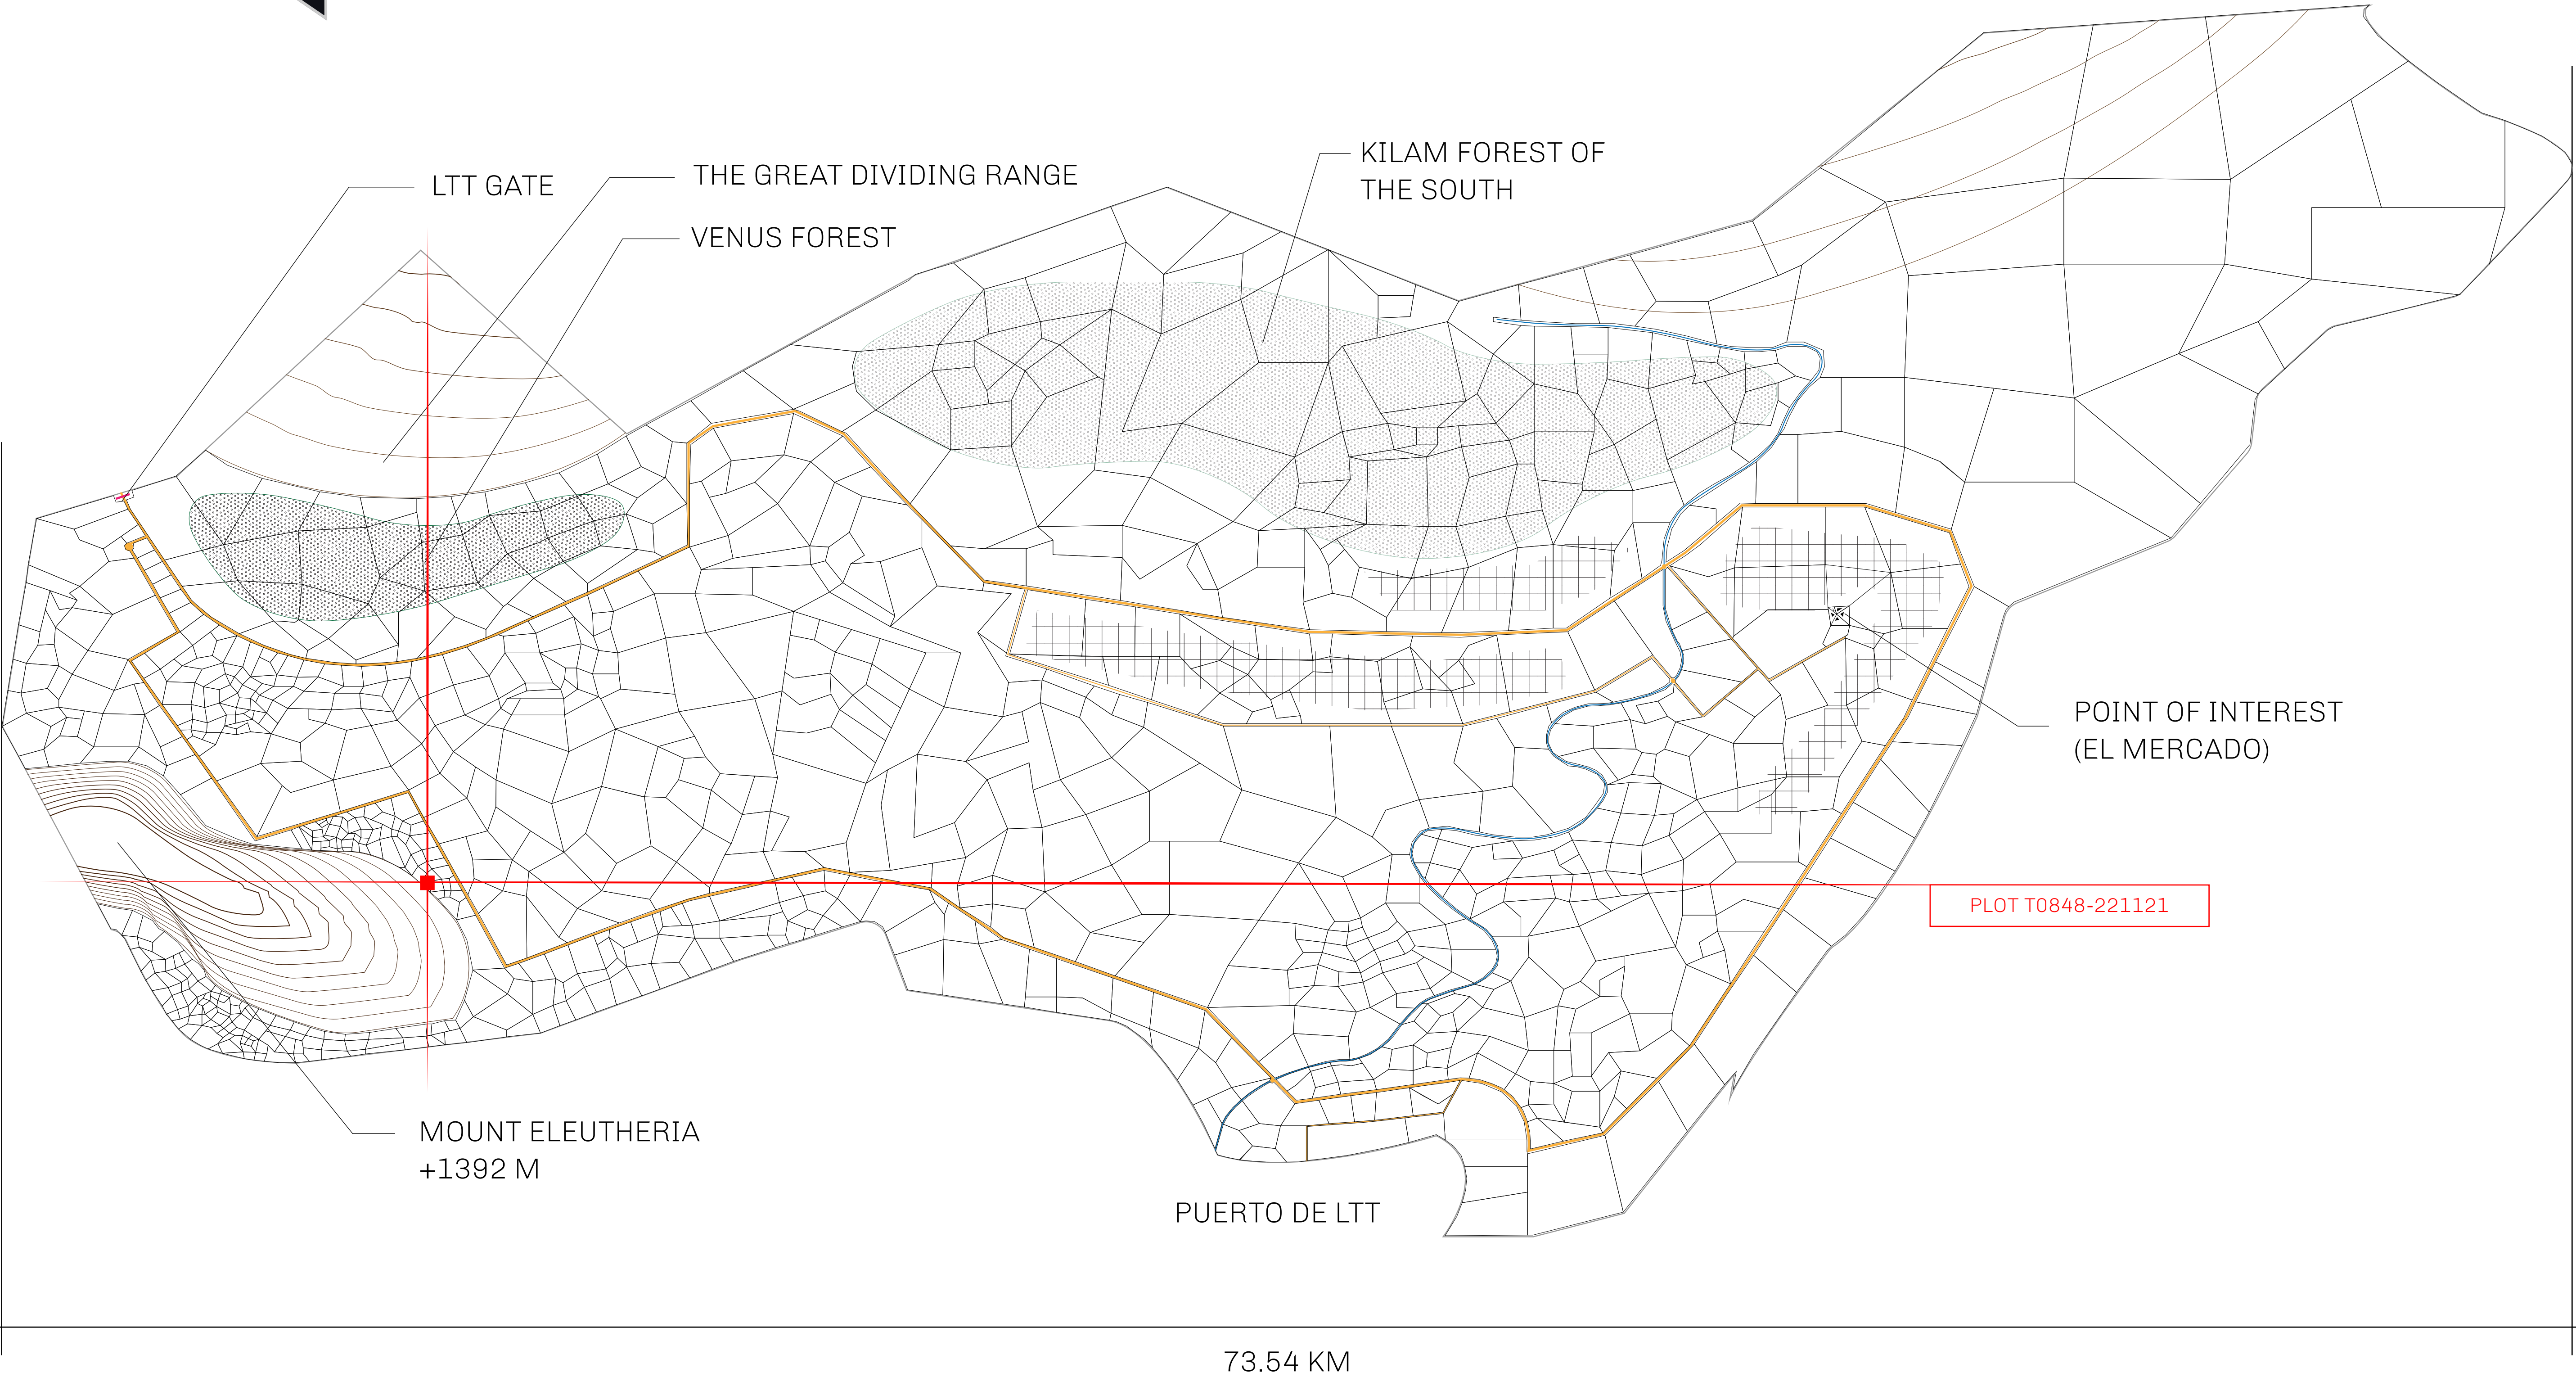 KILAM FOREST OF
THE SOUTH
THE GREAT DIVIDING RANGE
LTT GATE
VENUS FOREST
POINT OF INTEREST
(EL MERCADO)
PLOT T0848-221121
MOUNT ELEUTHERIA
+1392 M
PUERTO DE LTT
73.54 KM